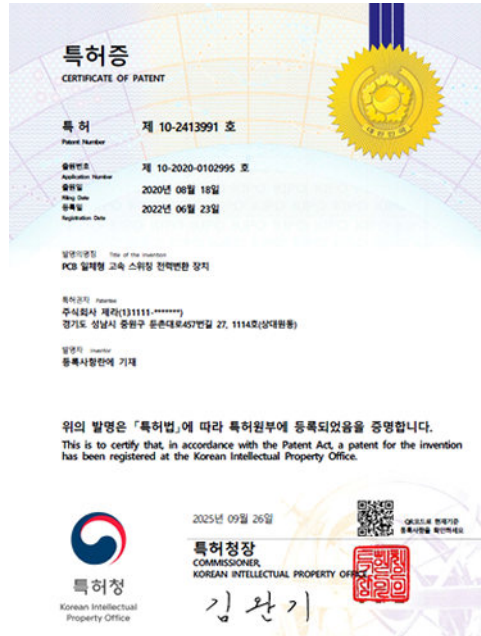 특허증
CERTIFICATE OF PATENT
특 허 제 10-2413991 호
Patent Number
출원번호 제 10-2020-0102995 호
Application Number
출원일 2020년 08월 18일
Filing Date
등록일 2022년 06월 23일
Registration Date
발명의명칭 Title of the Invention
PCB 일체형 고속 스위칭 전력변환 장치
특허권자 Patentee
주식회사 제라(131111-*******)
경기도 성남시 중원구 둔촌대로457번길 27, 1114호(상대원동)
발명자 Inventor
등록사항란에 기재
위의 발명은 「특허법」에 따라 특허원부에 등록되었음을 증명합니다.
This is to certify that, in accordance with the Patent Act, a patent for the invention
has been registered at the Korean Intellectual Property Office.
2025년 09월 26일
QR코드로 현재기준
등록사항을 확인하세요
특허청장
COMMISSIONER,
KOREAN INTELLECTUAL PROPERTY OFFICE
김완기
특허청
Korean Intellectual
Property Office
대한민국